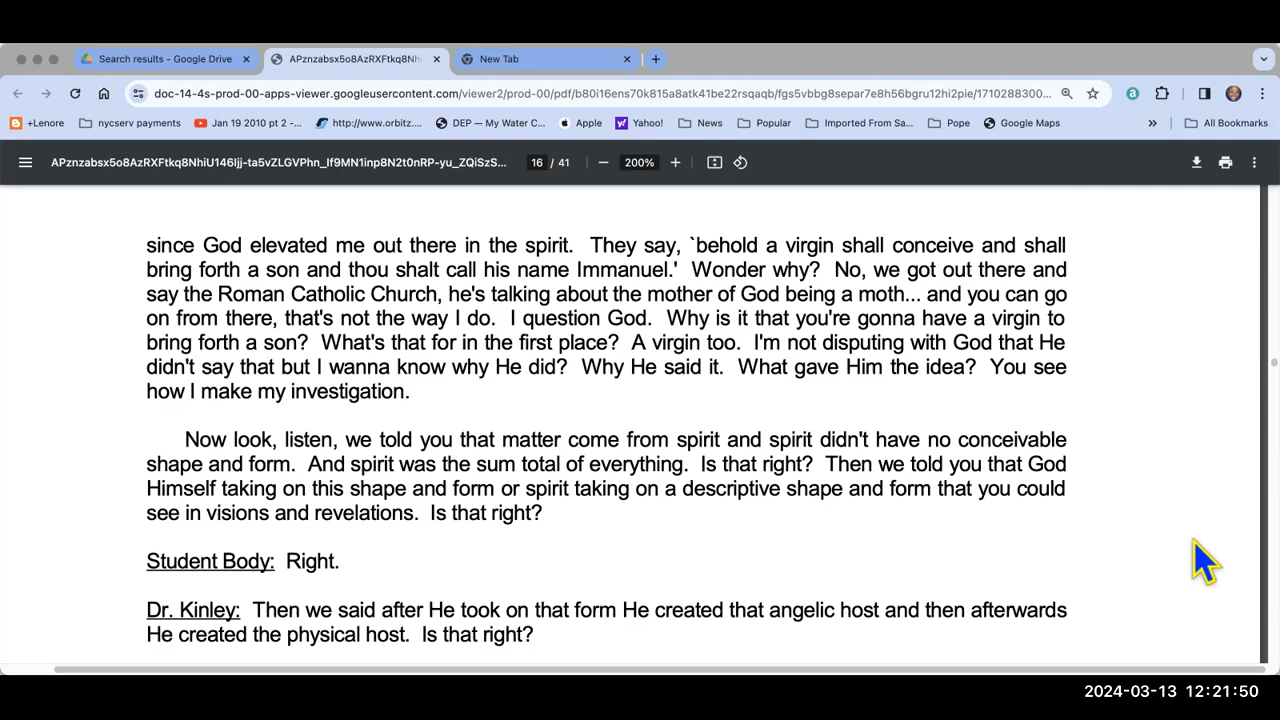 Search results - Google Drive
APznzabsx5o8AzRXFtkq8Nh
New Tab
doc-14-4s-prod-00-apps-viewer.googleusercontent.com/viewer2/prod-00/pdf/b80i16ens70k815a8atk41be22rsqaqb/fgs5vbbg8separ7e8h56bgru12hi2pie/1710288300...
+Lenore
nycserv payments
Jan 19 2010 pt 2 -...
http://www.orbitz....
DEP — My Water C...
Apple
Yahoo!
News
Popular
Imported From Sa...
Pope
Google Maps
All Bookmarks
APznzabsx5o8AzRXFtkq8NhiU146Ijj-ta5vZLGVPhn_If9MN1inp8N2t0nRP-yu_ZQiSzS...
16 / 41
200%
since God elevated me out there in the spirit. They say, `behold a virgin shall conceive and shall
bring forth a son and thou shalt call his name Immanuel.' Wonder why? No, we got out there and
say the Roman Catholic Church, he's talking about the mother of God being a moth... and you can go
on from there, that's not the way I do. I question God. Why is it that you're gonna have a virgin to
bring forth a son? What's that for in the first place? A virgin too. I'm not disputing with God that He
didn't say that but I wanna know why He did? Why He said it. What gave Him the idea? You see
how I make my investigation.
Now look, listen, we told you that matter come from spirit and spirit didn't have no conceivable
shape and form. And spirit was the sum total of everything. Is that right? Then we told you that God
Himself taking on this shape and form or spirit taking on a descriptive shape and form that you could
see in visions and revelations. Is that right?
Student Body: Right.
Dr. Kinley: Then we said after He took on that form He created that angelic host and then afterwards
He created the physical host. Is that right?
2024-03-13 12:21:50